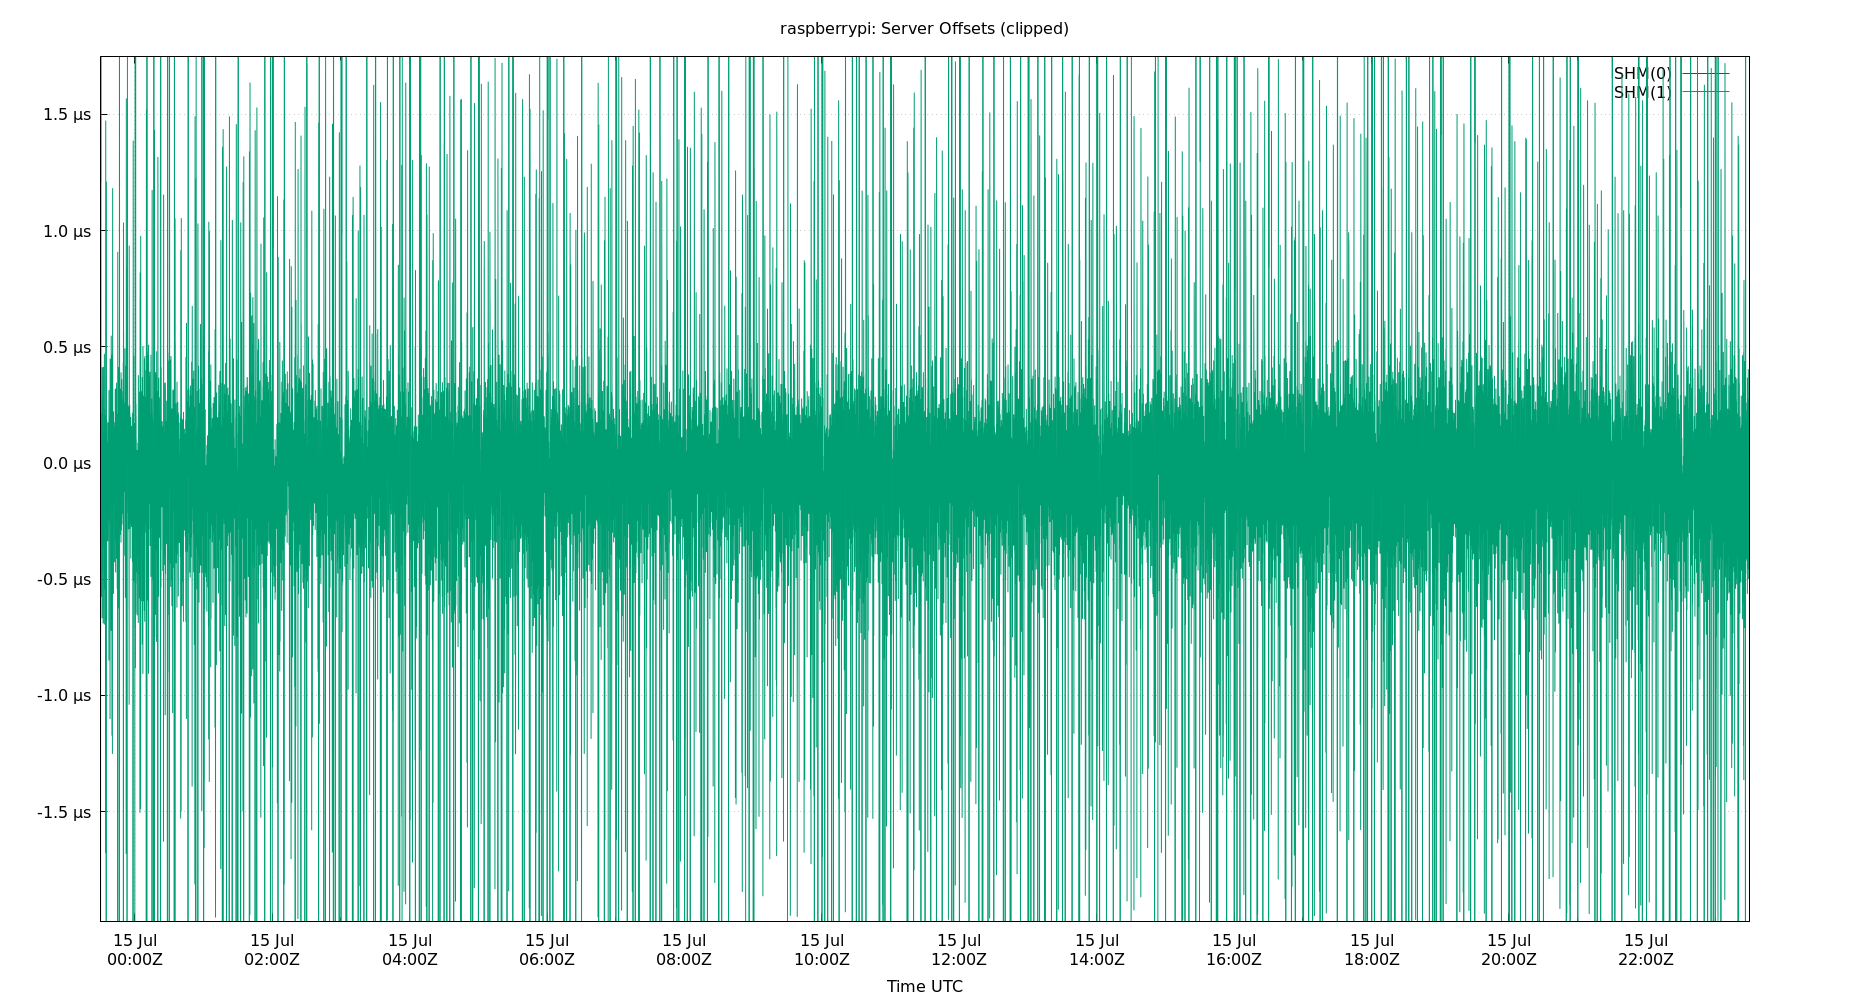 raspberrypi: Server Offsets (clipped)
SHM(0)
SHM(1)
1.5 µs
1.0 µs
0.5 µs
0.0 µs
-0.5 µs
-1.0 µs
-1.5 µs
15 Jul 15 Jul 15 Jul 15 Jul 15 Jul 15 Jul 15 Jul 15 Jul 15 Jul 15 Jul 15 Jul 15 Jul
00:00Z 02:00Z 04:00Z 06:00Z 08:00Z 10:00Z 12:00Z 14:00Z 16:00Z 18:00Z 20:00Z 22:00Z
Time UTC